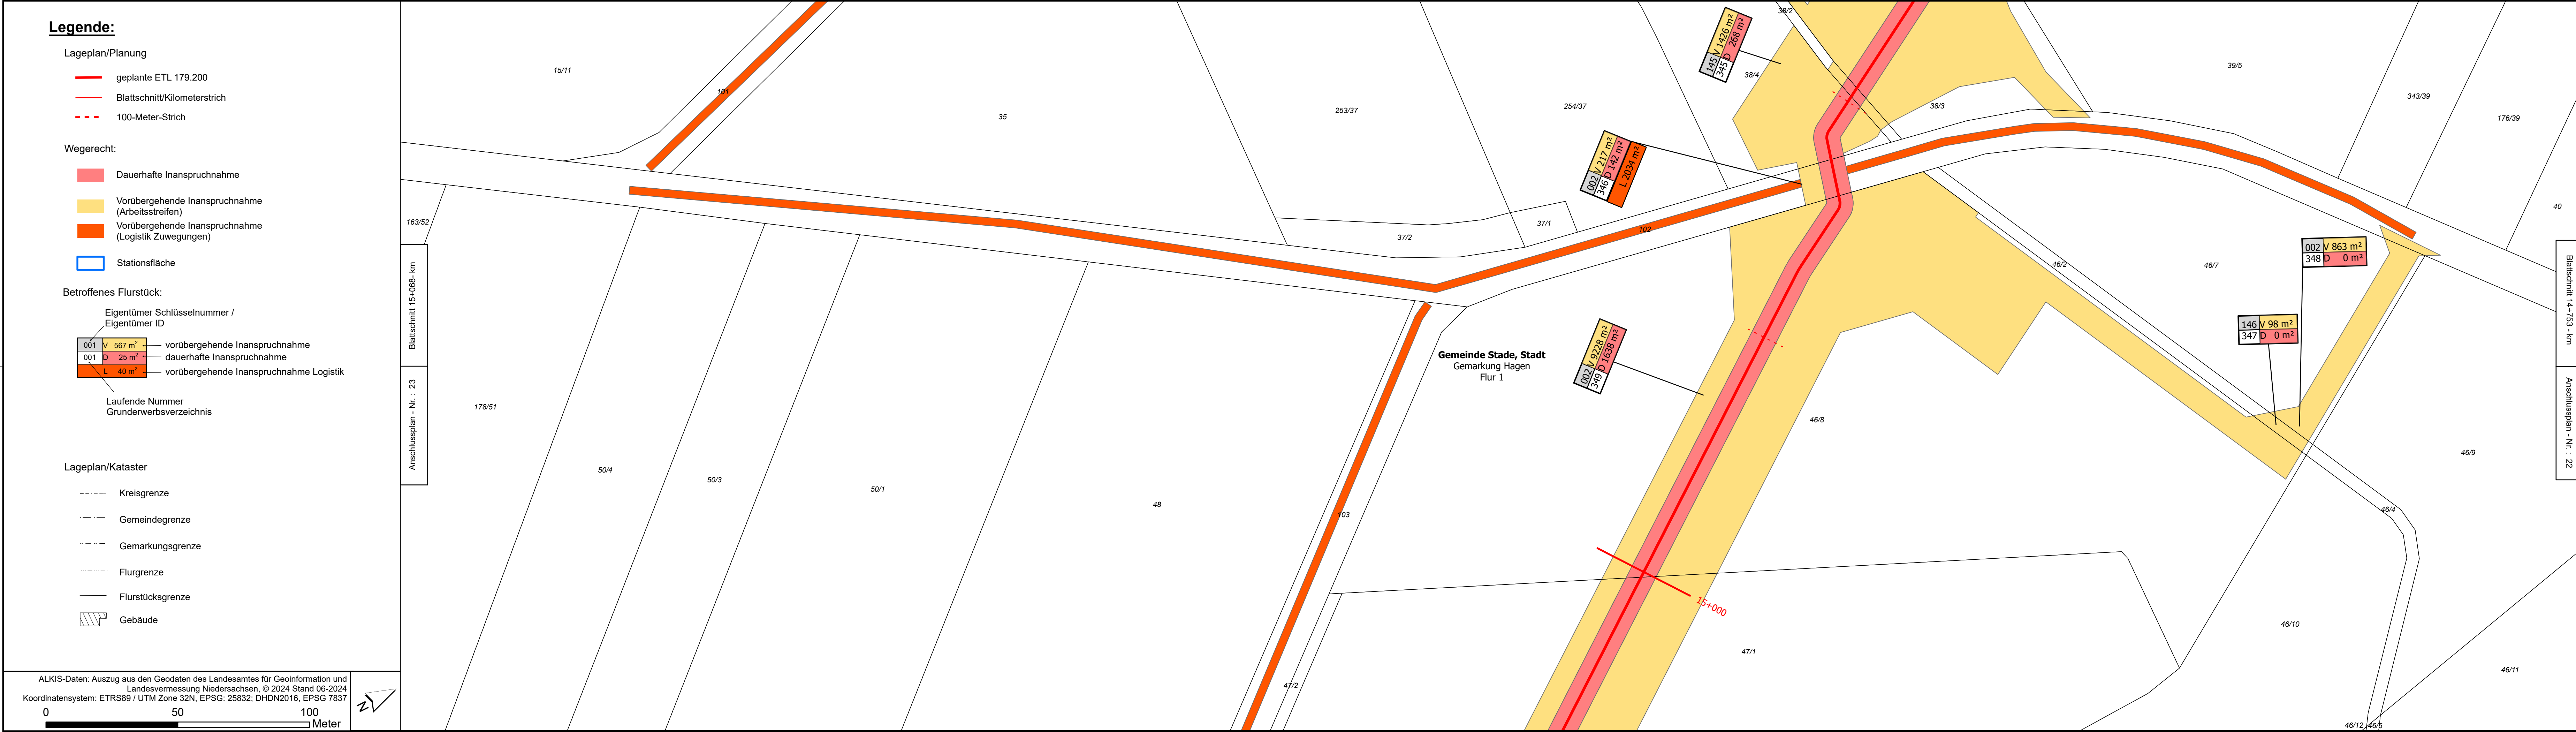 Legende:
Lageplan/Planung
geplante ETL 179.200
Blattschnitt/Kilometerstrich
100-Meter-Strich
Wegerecht:
Dauerhafte Inanspruchnahme
Vorübergehende Inanspruchnahme
(Arbeitsstreifen)
Vorübergehende Inanspruchnahme
(Logistik Zuwegungen)
Stationsfläche
Betroffenes Flurstück:
Eigentümer Schlüsselnummer /
Eigentümer ID
001 V 567 m² vorübergehende Inanspruchnahme
001 D 25 m² dauerhafte Inanspruchnahme
L 40 m² vorübergehende Inanspruchnahme Logistik
Laufende Nummer
Grunderwerbsverzeichnis
Lageplan/Kataster
Kreisgrenze
Gemeindegrenze
Gemarkungsgrenze
Flurgrenze
Flurstücksgrenze
Gebäude
ALKIS-Daten: Auszug aus den Geodaten des Landesamtes für Geoinformation und
Landesvermessung Niedersachsen, © 2024 Stand 06-2024
Koordinatensystem: ETRS89 / UTM Zone 32N, EPSG: 25832; DHDN2016, EPSG 7837
0 50 100
Meter
N
Blattschnitt 15+068- km
Anschlussplan - Nr. : 23
15/11
101
35
253/37
254/37
38/2
38/4
38/3
39/5
343/39
176/39
40
163/52
37/2
37/1
102
46/2
46/7
145 V 1426 m²
345 D 268 m²
002 V 217 m²
346 D 142 m²
L 2034 m²
002 V 863 m²
348 D 0 m²
146 V 98 m²
347 D 0 m²
002 V 9228 m²
349 D 1638 m²
Gemeinde Stade, Stadt
Gemarkung Hagen
Flur 1
178/51
50/4
50/3
50/1
48
103
46/8
46/9
46/4
15+000
47/1
47/2
46/10
46/11
46/12
46/5
Blattschnitt 14+753 - km
Anschlussplan - Nr. : 22